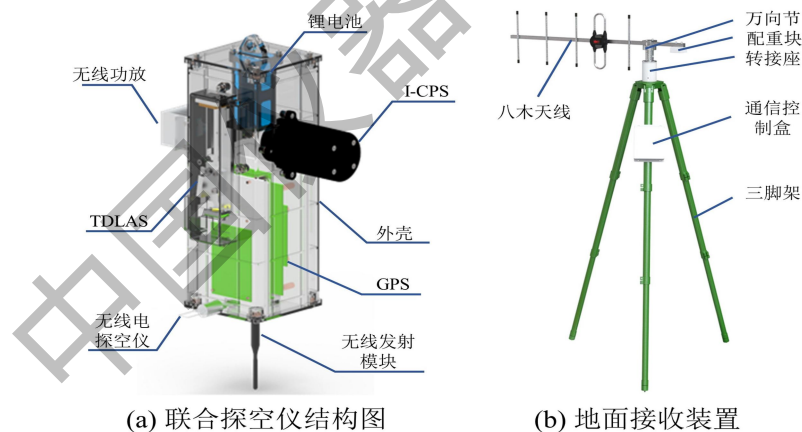 锂电池
无线功放
I-CPS
TDLAS
外壳
GPS
无线电
探空仪
无线发射
模块
(a) 联合探空仪结构图
万向节
配重块
转接座
八木天线
通信控
制盒
三脚架
(b) 地面接收装置
中国仪器